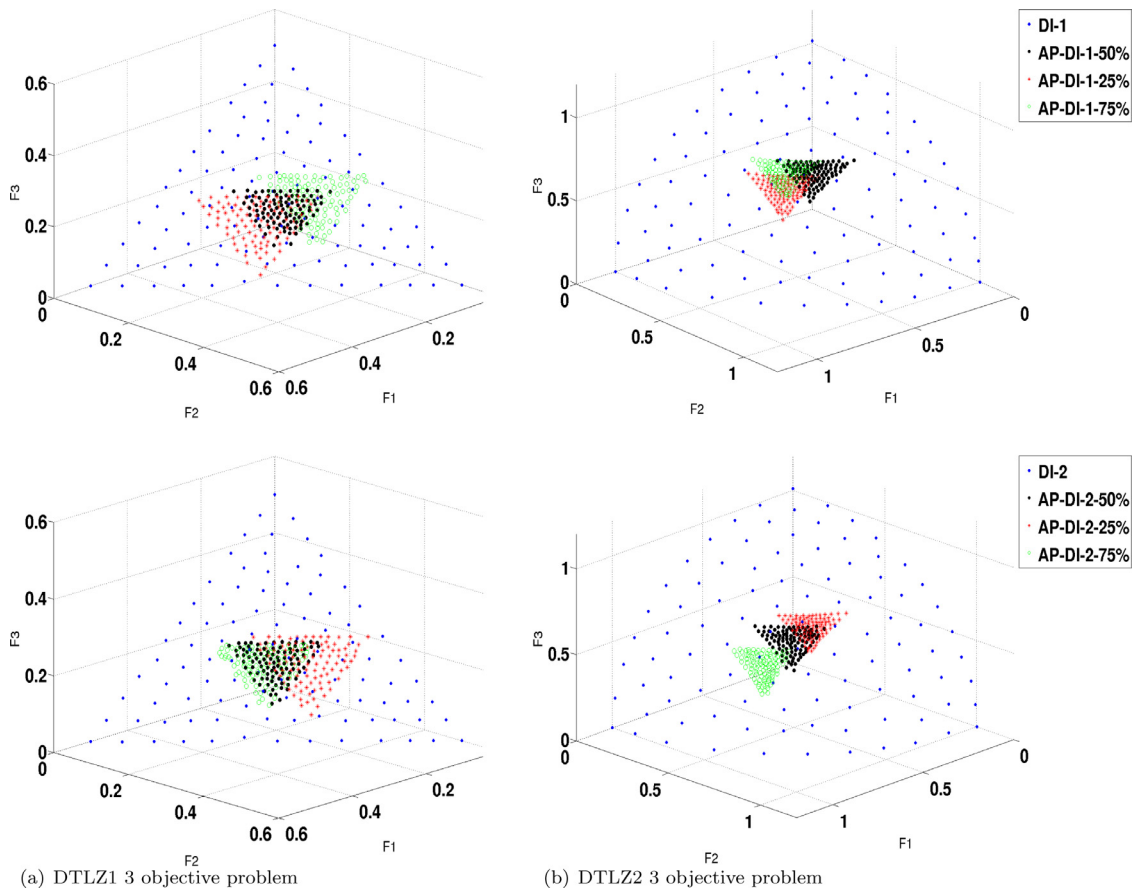 0.6
0.4
F3
0.2
0
0
0.2
0.4
0.6
F2
0.6
0.4
0.2
F1
1
F3
0.5
0
0
0.5
1
F2
1
0.5
0
F1
DI-1
AP-DI-1-50%
AP-DI-1-25%
AP-DI-1-75%
0.6
0.4
F3
0.2
0
0
0.2
0.4
0.6
F2
0.6
0.4
0.2
F1
1
F3
0.5
0
0
0.5
1
F2
1
0.5
0
F1
DI-2
AP-DI-2-50%
AP-DI-2-25%
AP-DI-2-75%
(a) DTLZ1 3 objective problem
(b) DTLZ2 3 objective problem